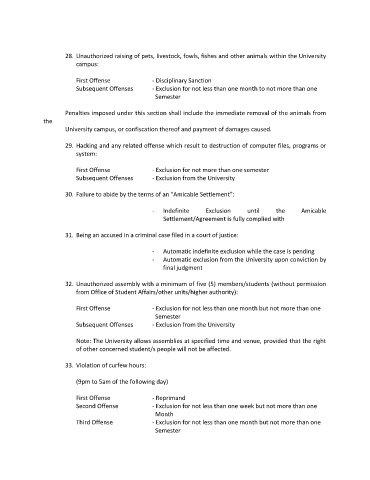 28. Unauthorized raising of pets, livestock, fowls, fishes and other animals within the University
campus:
First Offense - Disciplinary Sanction
Subsequent Offenses - Exclusion for not less than one month to not more than one
Semester
Penalties imposed under this section shall include the immediate removal of the animals from
the
University campus, or confiscation thereof and payment of damages caused.
29. Hacking and any related offense which result to destruction of computer files, programs or
system:
First Offense - Exclusion for not more than one semester
Subsequent Offenses - Exclusion from the University
30. Failure to abide by the terms of an "Amicable Settlement":
- Indefinite Exclusion until the Amicable
Settlement/Agreement is fully complied with
31. Being an accused in a criminal case filed in a court of justice:
- Automatic indefinite exclusion while the case is pending
- Automatic exclusion from the University upon conviction by
final judgment
32. Unauthorized assembly with a minimum of five (5) members/students (without permission
from Office of Student Affairs/other units/higher authority):
First Offense - Exclusion for not less than one month but not more than one
Semester
Subsequent Offenses - Exclusion from the University
Note: The University allows assemblies at specified time and venue, provided that the right
of other concerned student/s people will not be affected.
33. Violation of curfew hours:
(9pm to 5am of the following day)
First Offense - Reprimand
Second Offense - Exclusion for not less than one week but not more than one
Month
Third Offense - Exclusion for not less than one month but not more than one
Semester